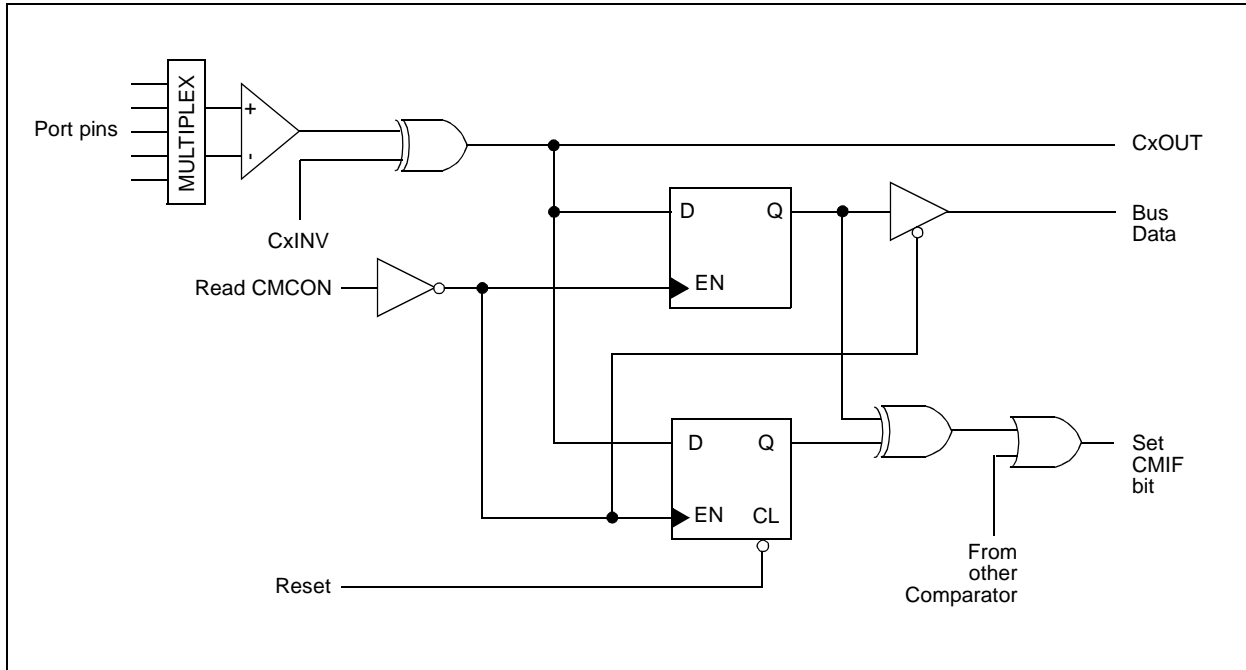 MULTIPLEX
+
-
Port pins
CxINV
CxOUT
D
Q
EN
Bus
Data
Read CMCON
D
Q
EN
CL
Set
CMIF
bit
From
other
Comparator
Reset